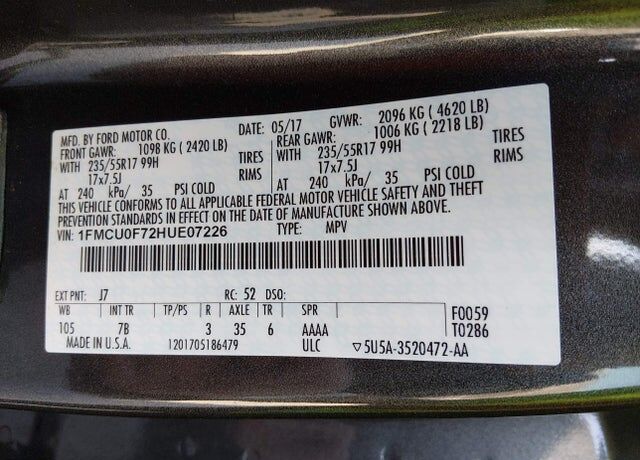 MFD. BY FORD MOTOR CO. DATE: 05/17 GVWR: 2096 KG ( 4620 LB)
FRONT GAWR: 1098 KG ( 2420 LB) REAR GAWR: 1006 KG ( 2218 LB)
WITH 235/55R17 99H TIRES WITH 235/55R17 99H TIRES
17x7.5J RIMS 17x7.5J RIMS
AT 240 kPa/ 35 PSI COLD AT 240 kPa/ 35 PSI COLD
THIS VEHICLE CONFORMS TO ALL APPLICABLE FEDERAL MOTOR VEHICLE SAFETY AND THEFT
PREVENTION STANDARDS IN EFFECT ON THE DATE OF MANUFACTURE SHOWN ABOVE.
VIN: 1FMCU0F72HUE07226 TYPE: MPV
EXT PNT: J7 RC: 52 DSO:
WB INT TR TP/PS R AXLE TR SPR F0059
105 7B 3 35 6 AAAA T0286
MADE IN U.S.A. 1201705186479 ULC ▽5U5A-3520472-AA